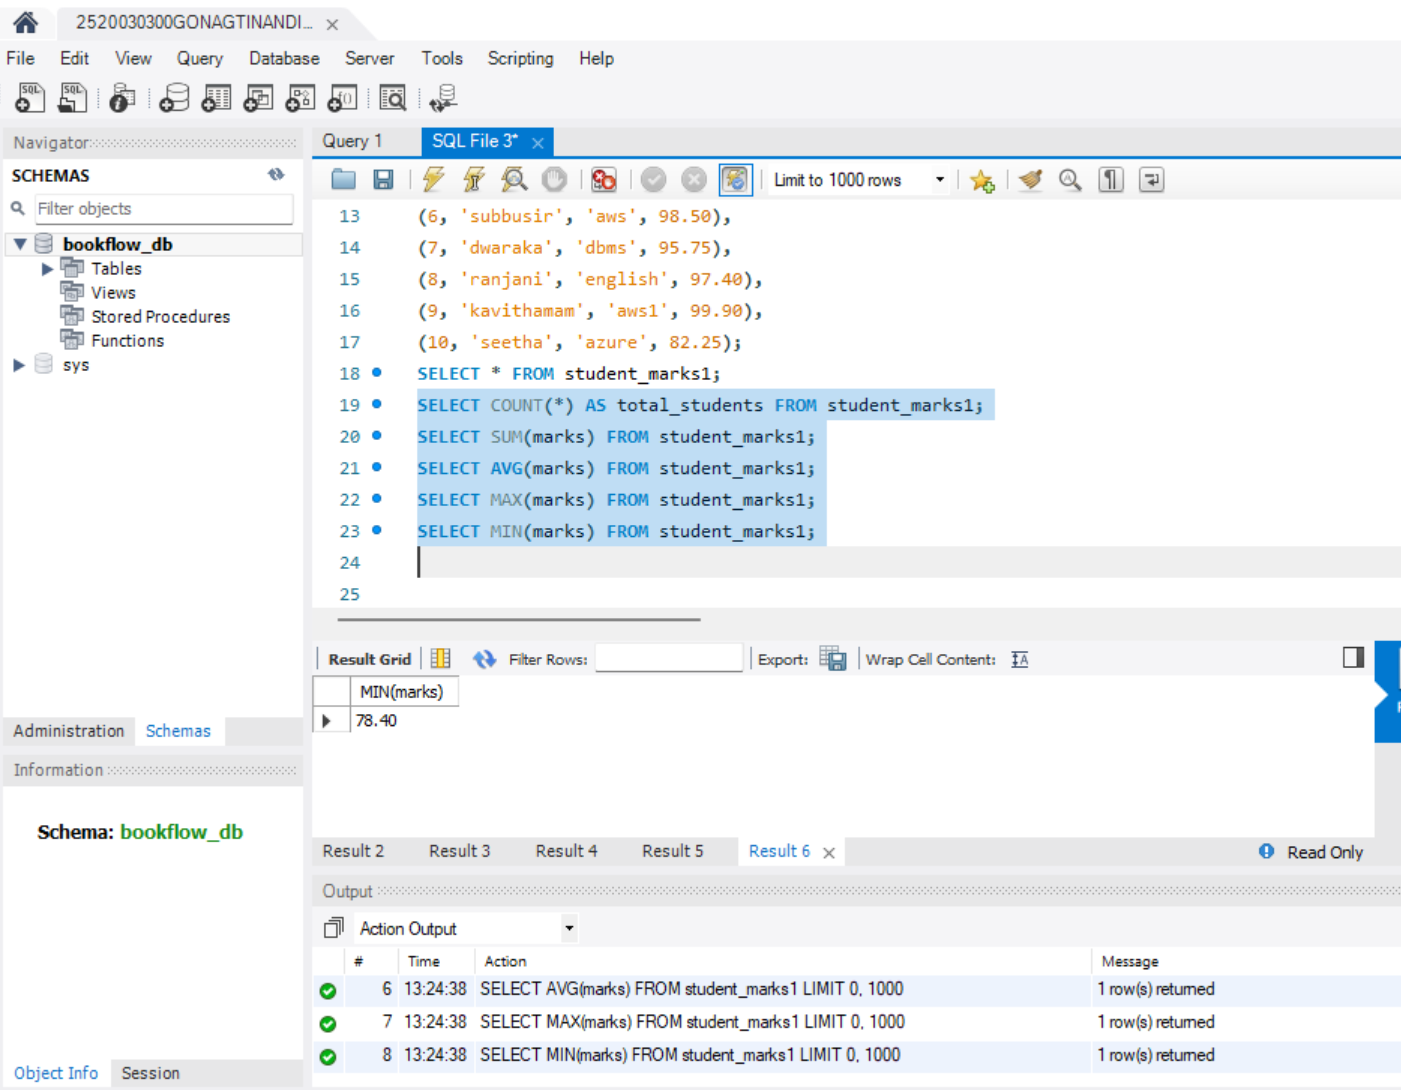 2520030300GONAGTINANDI... ×
File Edit View Query Database Server Tools Scripting Help
Navigator
SCHEMAS
Filter objects
bookflow_db
Tables
Views
Stored Procedures
Functions
sys
Administration Schemas
Information
Schema: bookflow_db
Object Info Session
Query 1 SQL File 3* ×
Limit to 1000 rows
13 (6, 'subbusir', 'aws', 98.50),
14 (7, 'dwaraka', 'dbms', 95.75),
15 (8, 'ranjani', 'english', 97.40),
16 (9, 'kavithamam', 'aws1', 99.90),
17 (10, 'seetha', 'azure', 82.25);
18 SELECT * FROM student_marks1;
19 SELECT COUNT(*) AS total_students FROM student_marks1;
20 SELECT SUM(marks) FROM student_marks1;
21 SELECT AVG(marks) FROM student_marks1;
22 SELECT MAX(marks) FROM student_marks1;
23 SELECT MIN(marks) FROM student_marks1;
24
25
Result Grid Filter Rows: Export: Wrap Cell Content: IA
MIN(marks)
78.40
Result 2 Result 3 Result 4 Result 5 Result 6 × Read Only
Output
Action Output
# Time Action Message
6 13:24:38 SELECT AVG(marks) FROM student_marks1 LIMIT 0, 1000 1 row(s) returned
7 13:24:38 SELECT MAX(marks) FROM student_marks1 LIMIT 0, 1000 1 row(s) returned
8 13:24:38 SELECT MIN(marks) FROM student_marks1 LIMIT 0, 1000 1 row(s) returned